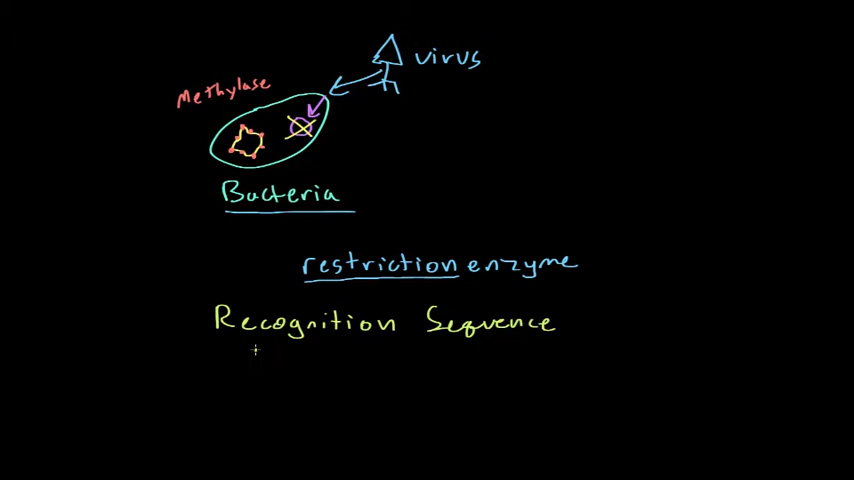 virus
Methylase
Bacteria
restriction enzyme
Recognition Sequence